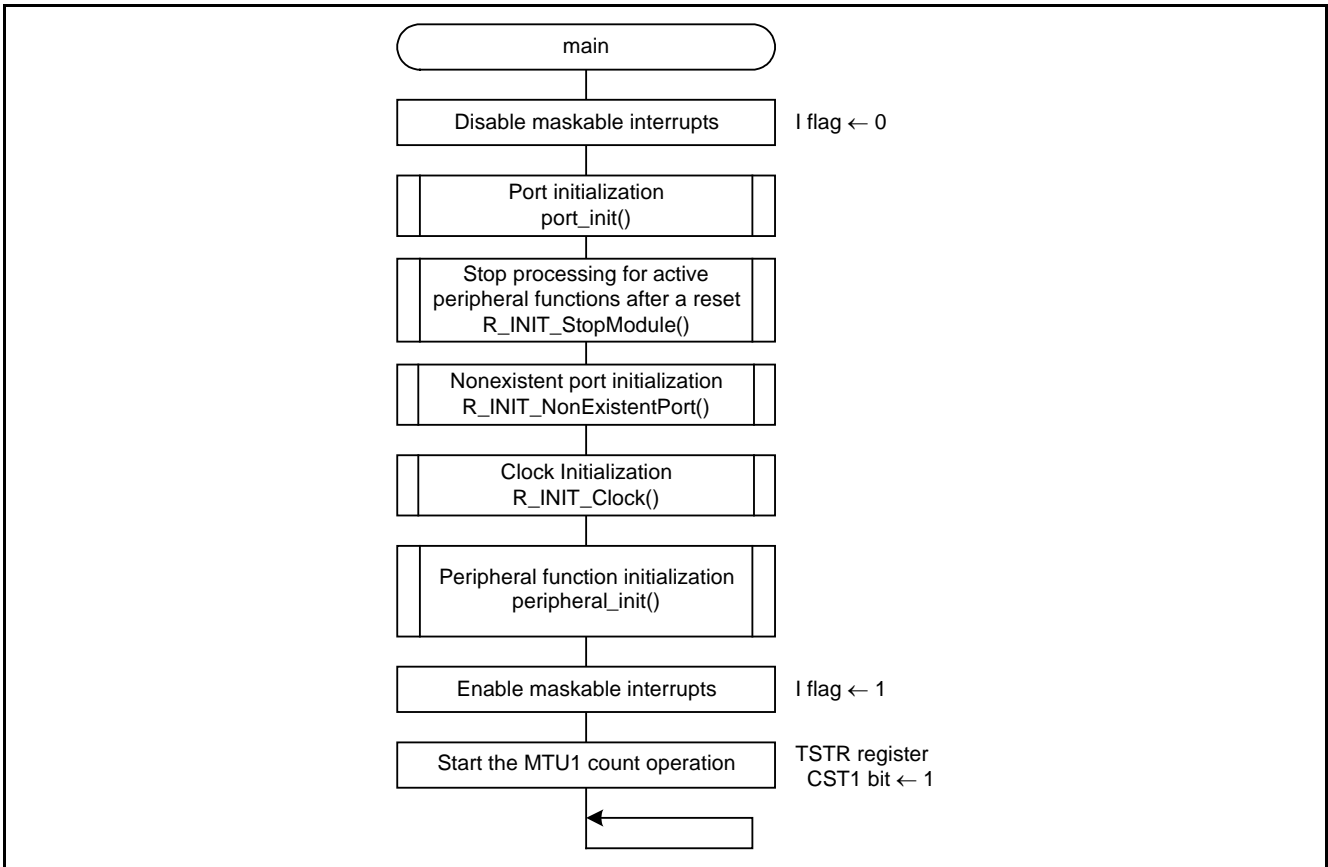 main
Disable maskable interrupts
I flag ← 0
Port initialization
port_init()
Stop processing for active
peripheral functions after a reset
R_INIT_StopModule()
Nonexistent port initialization
R_INIT_NonExistentPort()
Clock Initialization
R_INIT_Clock()
Peripheral function initialization
peripheral_init()
Enable maskable interrupts
I flag ← 1
Start the MTU1 count operation
TSTR register
CST1 bit ← 1